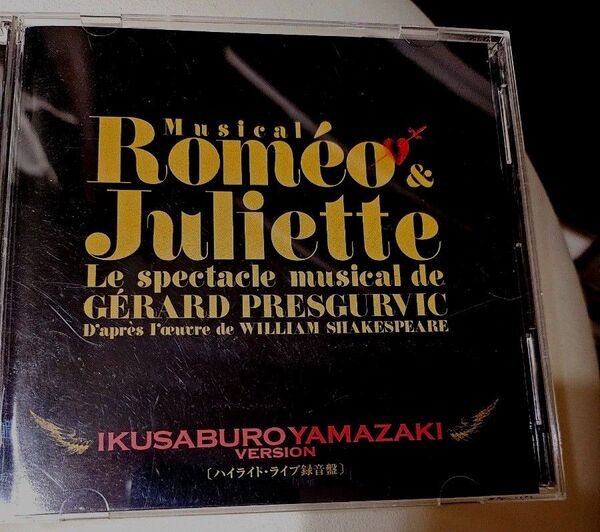 Musical
Roméo &
Juliette
Le spectacle musical de
GÉRARD PRESGURVIC
D'après l'œuvre de WILLIAM SHAKESPEARE
IKUSABURO YAMAZAKI
VERSION
〔ハイライト・ライブ録音盤〕